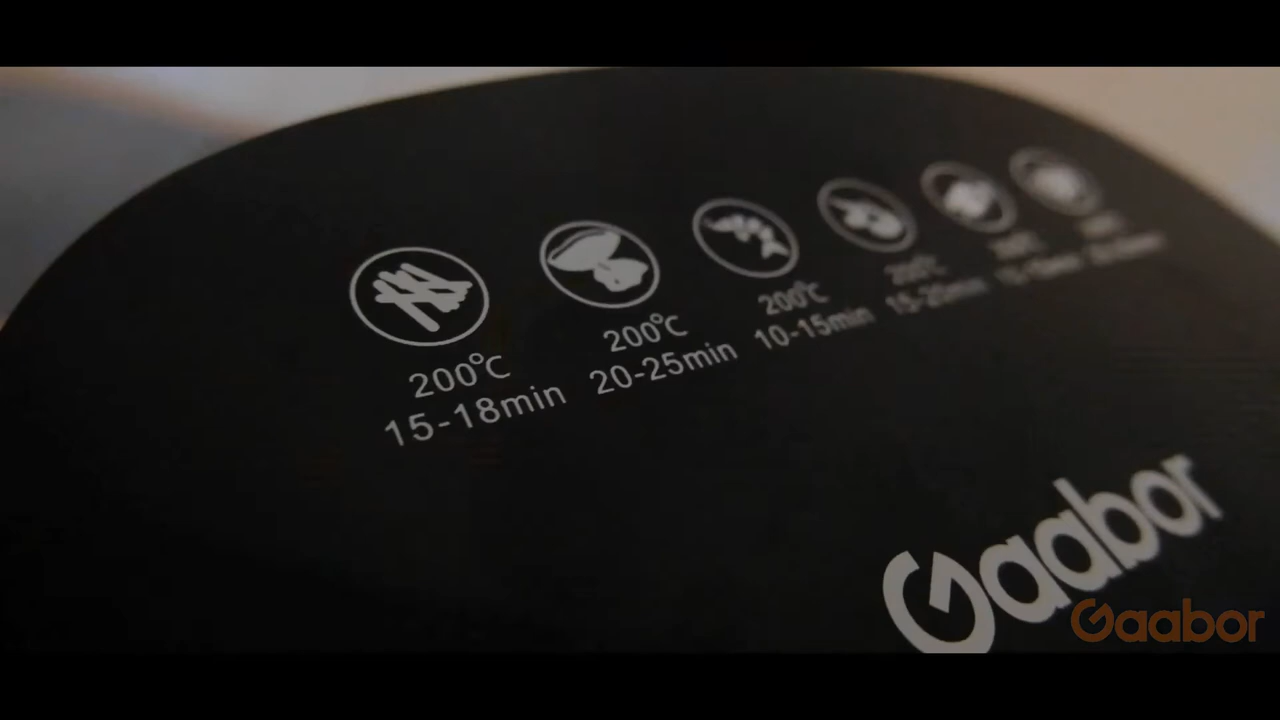 200℃
15-18min
200℃
20-25min
200℃
10-15min
200℃
15-20min
Gaabor
Gaabor